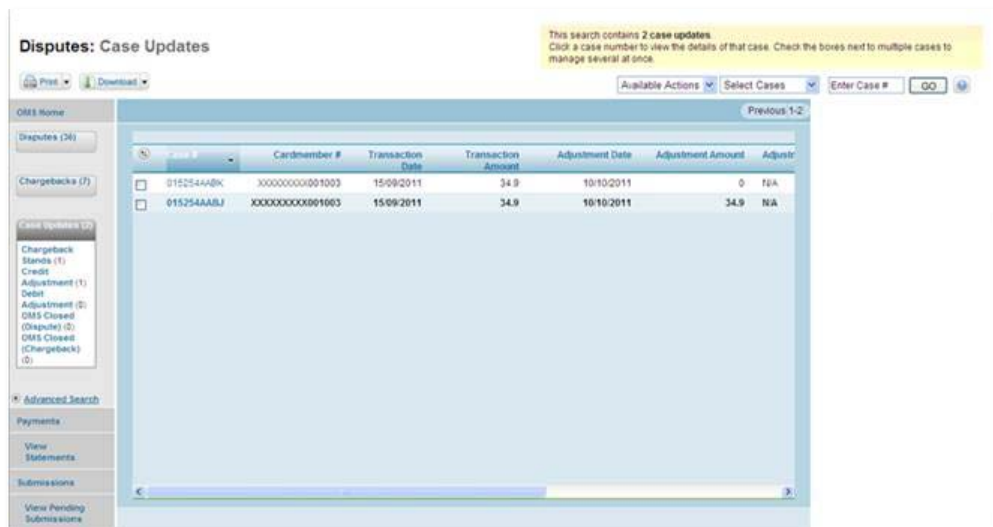 Disputes: Case Updates
This search contains 2 case updates
Click a case number to view the details of that case. Check the boxes next to multiple cases to
manage several at once.
Print Download
Available Actions Select Cases Enter Case # GO
OMS Home
Previous 1-2
Disputes (36)
Cardmember # Transaction Date Transaction Amount Adjustment Date Adjustment Amount Adjustr
Chargebacks (7)
015254AABK XXXXXXXXX001003 15/09/2011 34.9 10/10/2011 0 N/A
015254AABJ XXXXXXXXX001003 15/09/2011 34.9 10/10/2011 34.9 N/A
Case Updates (2)
Chargeback
Stands (1)
Credit
Adjustment (1)
Debit
Adjustment (0)
OMS Closed
(Dispute) (0)
OMS Closed
(Chargeback)
(0)
Advanced Search
Payments
View
Statements
Submissions
View Pending
Submissions